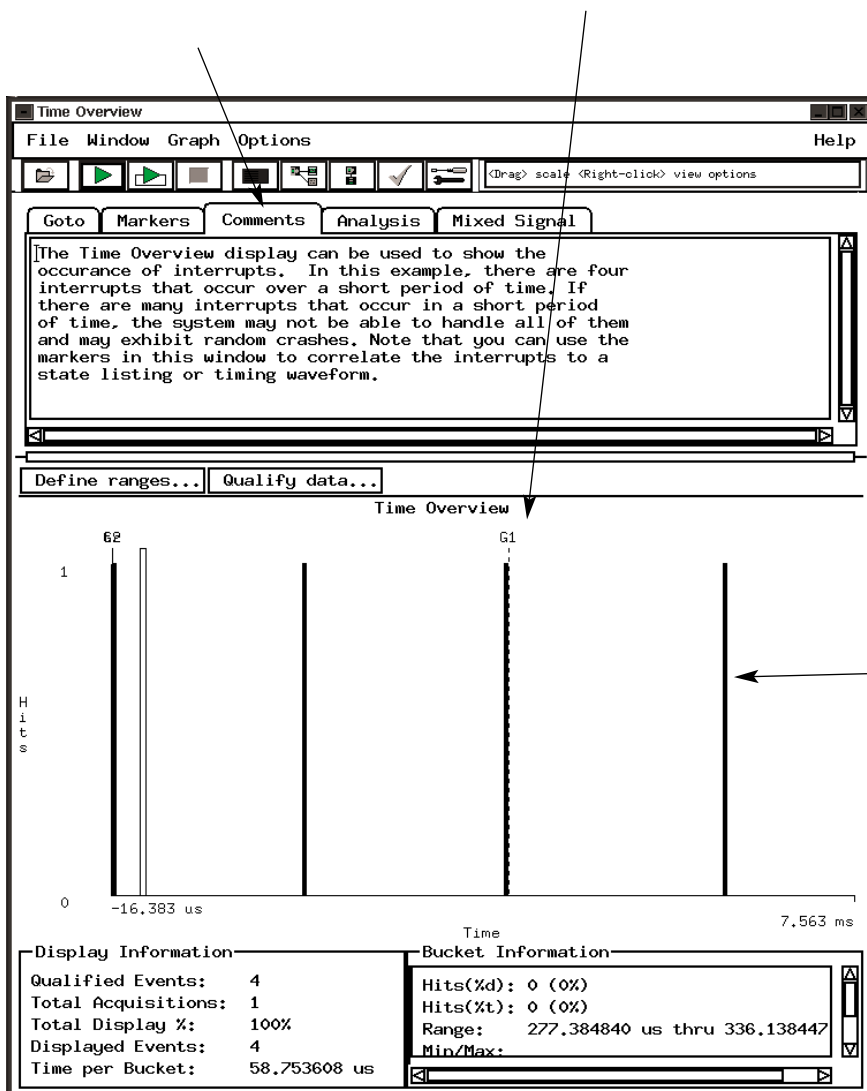 Time Overview
File Window Graph Options Help
<Drag> scale <Right-click> view options
Goto Markers Comments Analysis Mixed Signal
The Time Overview display can be used to show the
occurance of interrupts. In this example, there are four
interrupts that occur over a short period of time. If
there are many interrupts that occur in a short period
of time, the system may not be able to handle all of them
and may exhibit random crashes. Note that you can use the
markers in this window to correlate the interrupts to a
state listing or timing waveform.
Define ranges... Qualify data...
Time Overview
G1
1
Hits
0
-16.383 us
7.563 ms
Time
Display Information
Qualified Events: 4
Total Acquisitions: 1
Total Display %: 100%
Displayed Events: 4
Time per Bucket: 58.753608 us
Bucket Information
Hits(%d): 0 (0%)
Hits(%t): 0 (0%)
Range: 277.384840 us thru 336.138447
Min/Max: